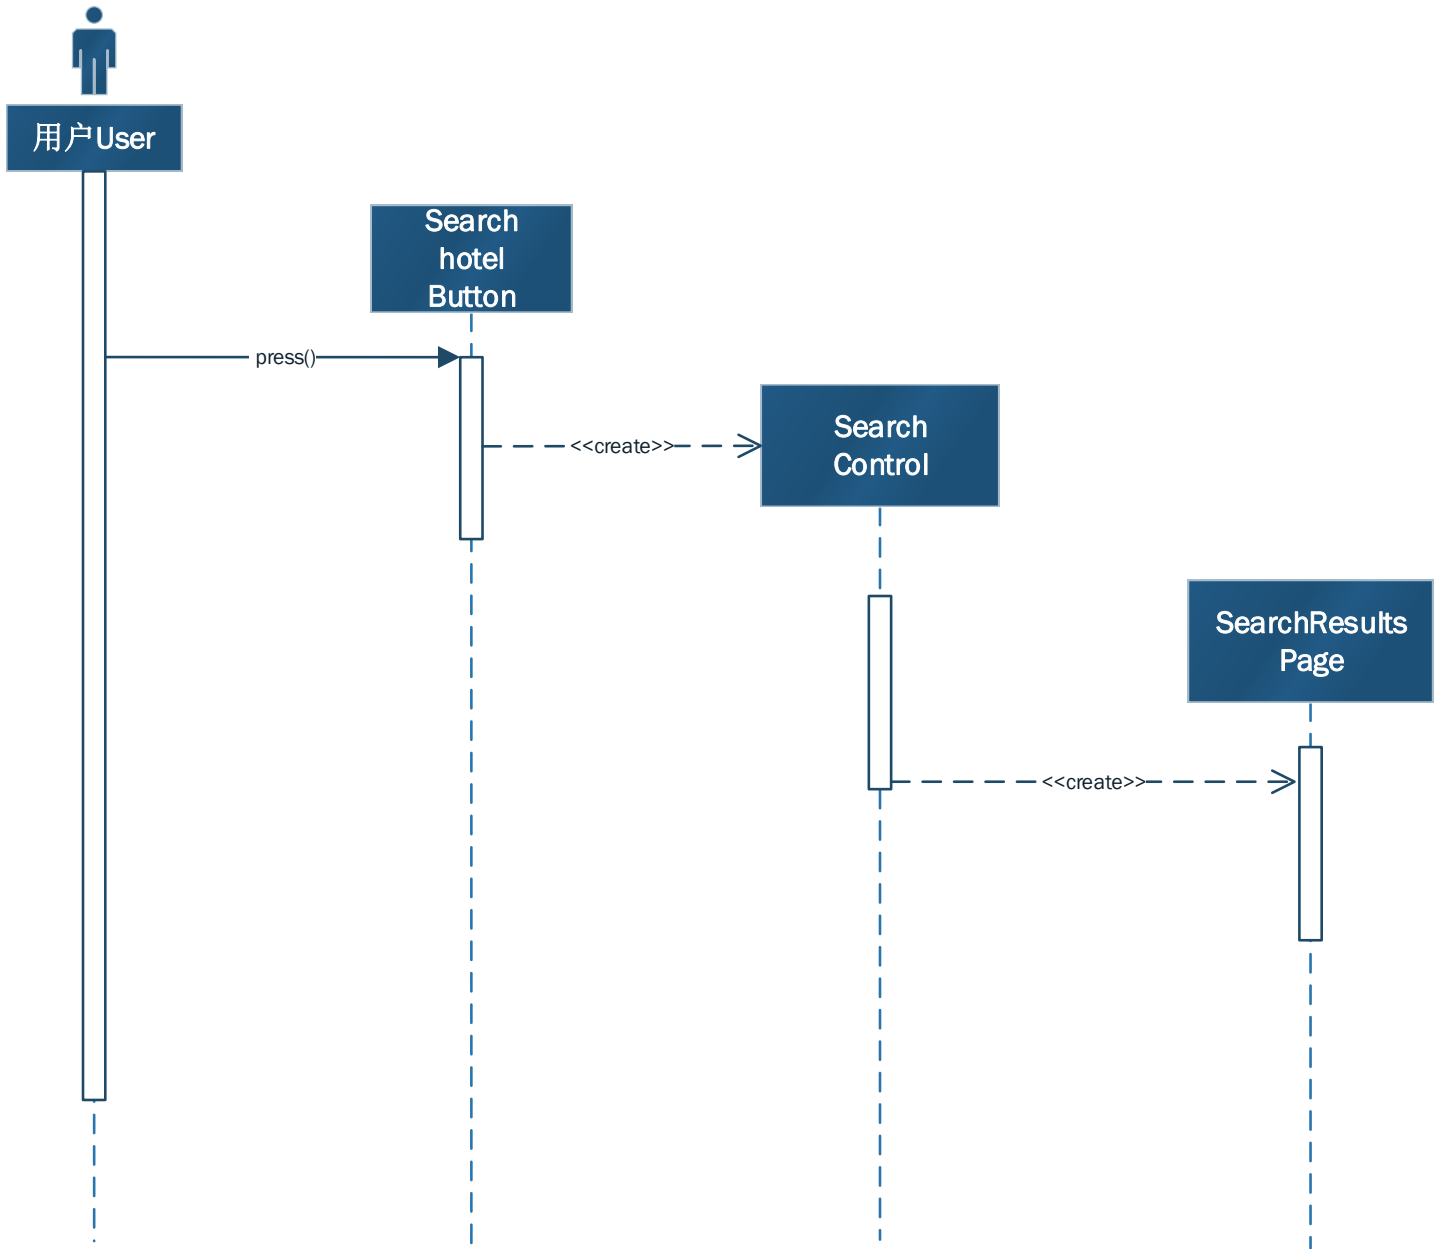 用户User
Search
hotel
Button
press()
<<create>>
Search
Control
SearchResults
Page
<<create>>